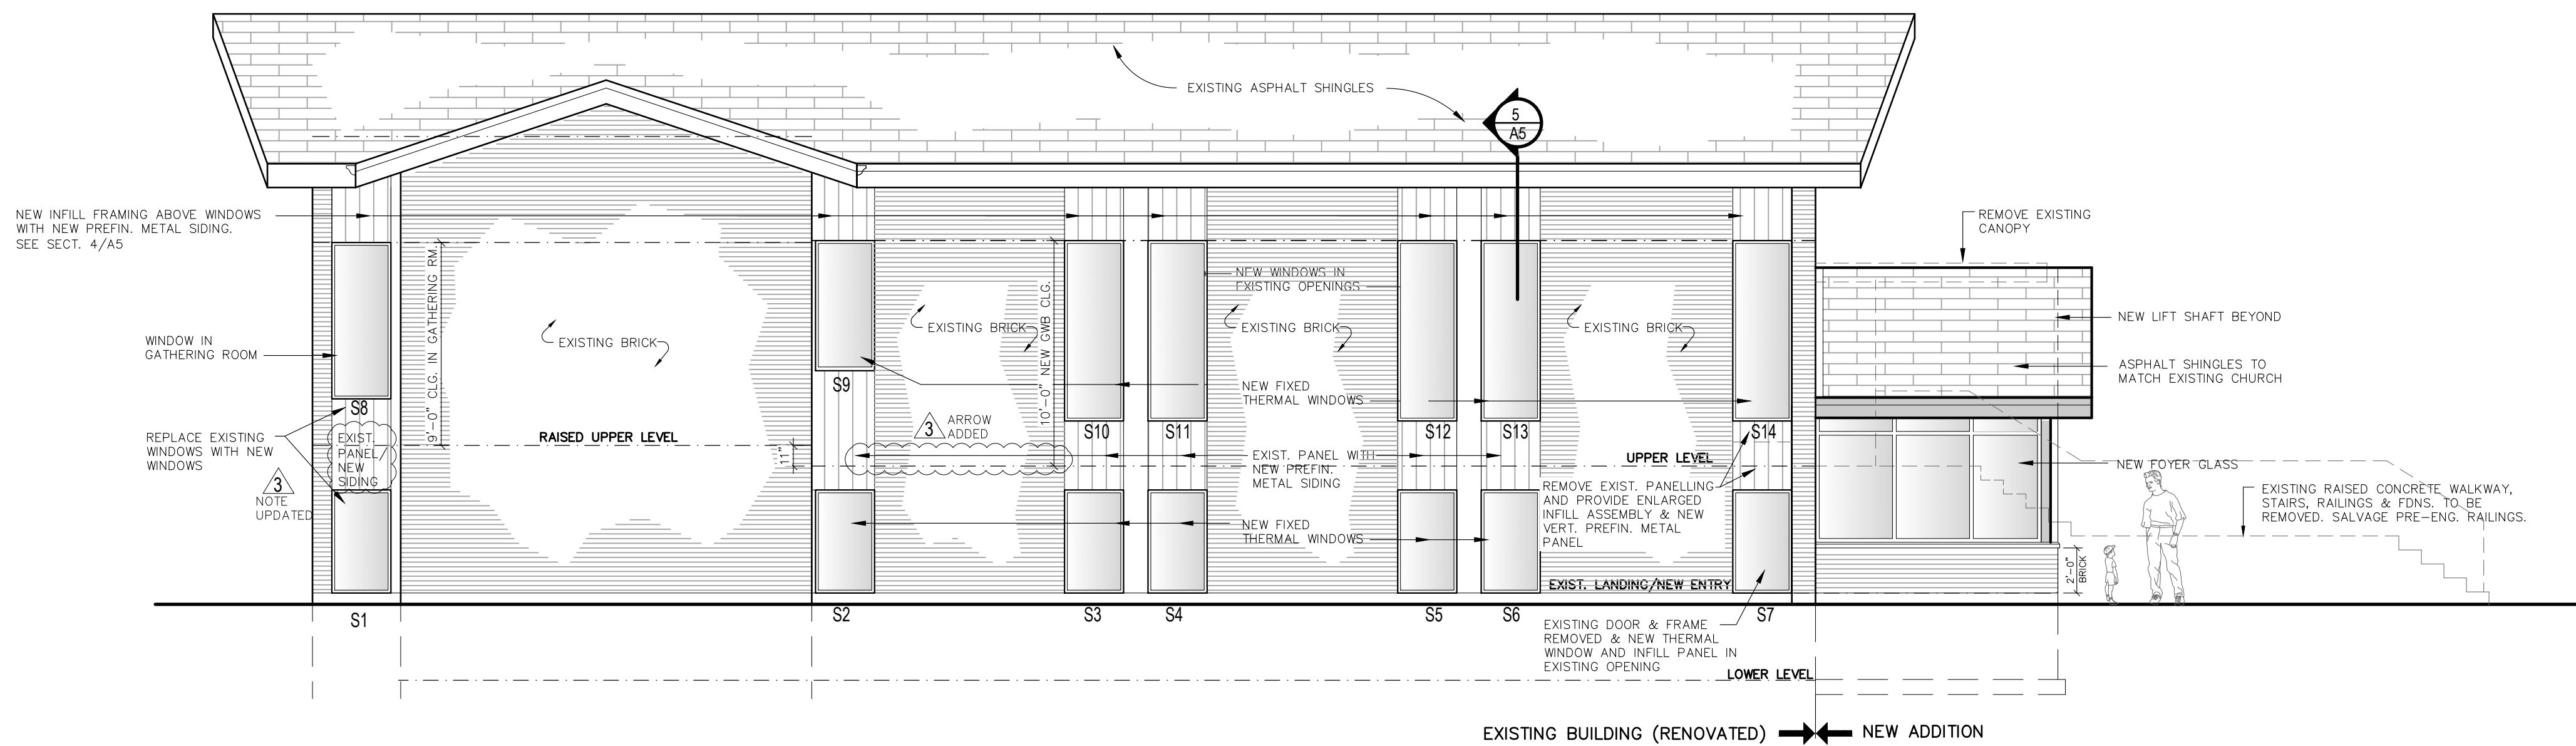 EXISTING ASPHALT SHINGLES
5
A5
NEW INFILL FRAMING ABOVE WINDOWS
WITH NEW PREFIN. METAL SIDING.
SEE SECT. 4/A5
REMOVE EXISTING
CANOPY
9'-0" CLG. IN GATHERING RM.
10'-0" NEW GWB CLG.
NEW WINDOWS IN
EXISTING OPENINGS
NEW LIFT SHAFT BEYOND
WINDOW IN
GATHERING ROOM
EXISTING BRICK
EXISTING BRICK
EXISTING BRICK
EXISTING BRICK
ASPHALT SHINGLES TO
MATCH EXISTING CHURCH
S8
S9
NEW FIXED
THERMAL WINDOWS
REPLACE EXISTING
WINDOWS WITH NEW
WINDOWS
EXIST.
PANEL/
NEW
SIDING
3
NOTE
UPDATED
RAISED UPPER LEVEL
11"
3
ARROW
ADDED
S10
S11
S12
S13
S14
EXIST. PANEL WITH
NEW PREFIN.
METAL SIDING
UPPER LEVEL
NEW FOYER GLASS
REMOVE EXIST. PANELLING
AND PROVIDE ENLARGED
INFILL ASSEMBLY & NEW
VERT. PREFIN. METAL
PANEL
EXISTING RAISED CONCRETE WALKWAY,
STAIRS, RAILINGS & FDNS. TO BE
REMOVED. SALVAGE PRE-ENG. RAILINGS.
NEW FIXED
THERMAL WINDOWS
EXIST. LANDING/NEW ENTRY
2'-0"
BRICK
S1
S2
S3
S4
S5
S6
S7
EXISTING DOOR & FRAME
REMOVED & NEW THERMAL
WINDOW AND INFILL PANEL IN
EXISTING OPENING
LOWER LEVEL
EXISTING BUILDING (RENOVATED)
NEW ADDITION